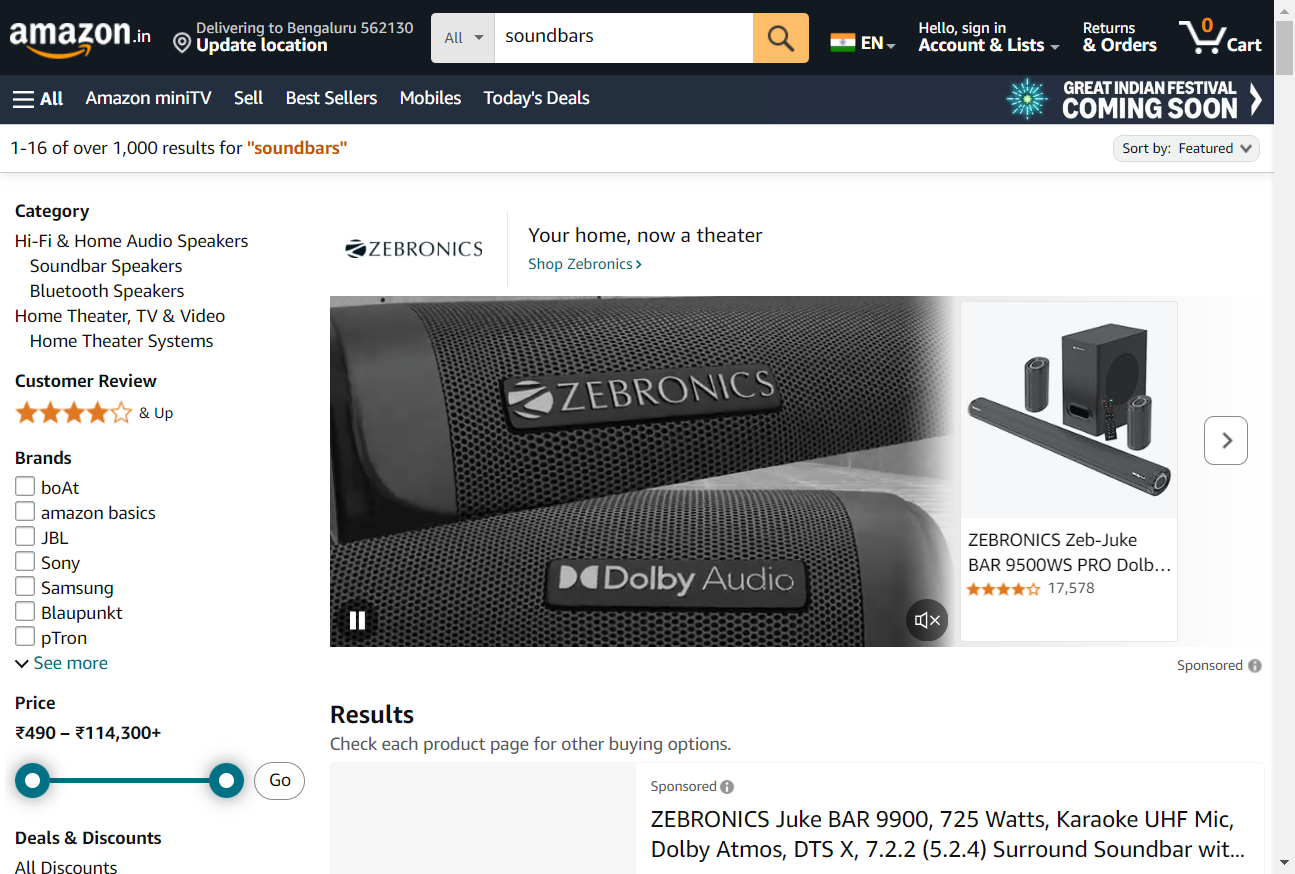 amazon.in
Delivering to Bengaluru 562130
Update location
All
soundbars
EN
Hello, sign in
Account & Lists
Returns
& Orders
0
Cart
All
Amazon miniTV
Sell
Best Sellers
Mobiles
Today's Deals
GREAT INDIAN FESTIVAL
COMING SOON
1-16 of over 1,000 results for "soundbars"
Sort by: Featured
Category
Hi-Fi & Home Audio Speakers
Soundbar Speakers
Bluetooth Speakers
Home Theater, TV & Video
Home Theater Systems
Customer Review
& Up
Brands
boAt
amazon basics
JBL
Sony
Samsung
Blaupunkt
pTron
See more
Price
₹490 – ₹114,300+
Go
Deals & Discounts
All Discounts
ZEBRONICS
Your home, now a theater
Shop Zebronics
ZEBRONICS
Dolby Audio
ZEBRONICS Zeb-Juke
BAR 9500WS PRO Dolb…
17,578
Sponsored
Results
Check each product page for other buying options.
Sponsored
ZEBRONICS Juke BAR 9900, 725 Watts, Karaoke UHF Mic,
Dolby Atmos, DTS X, 7.2.2 (5.2.4) Surround Soundbar wit...